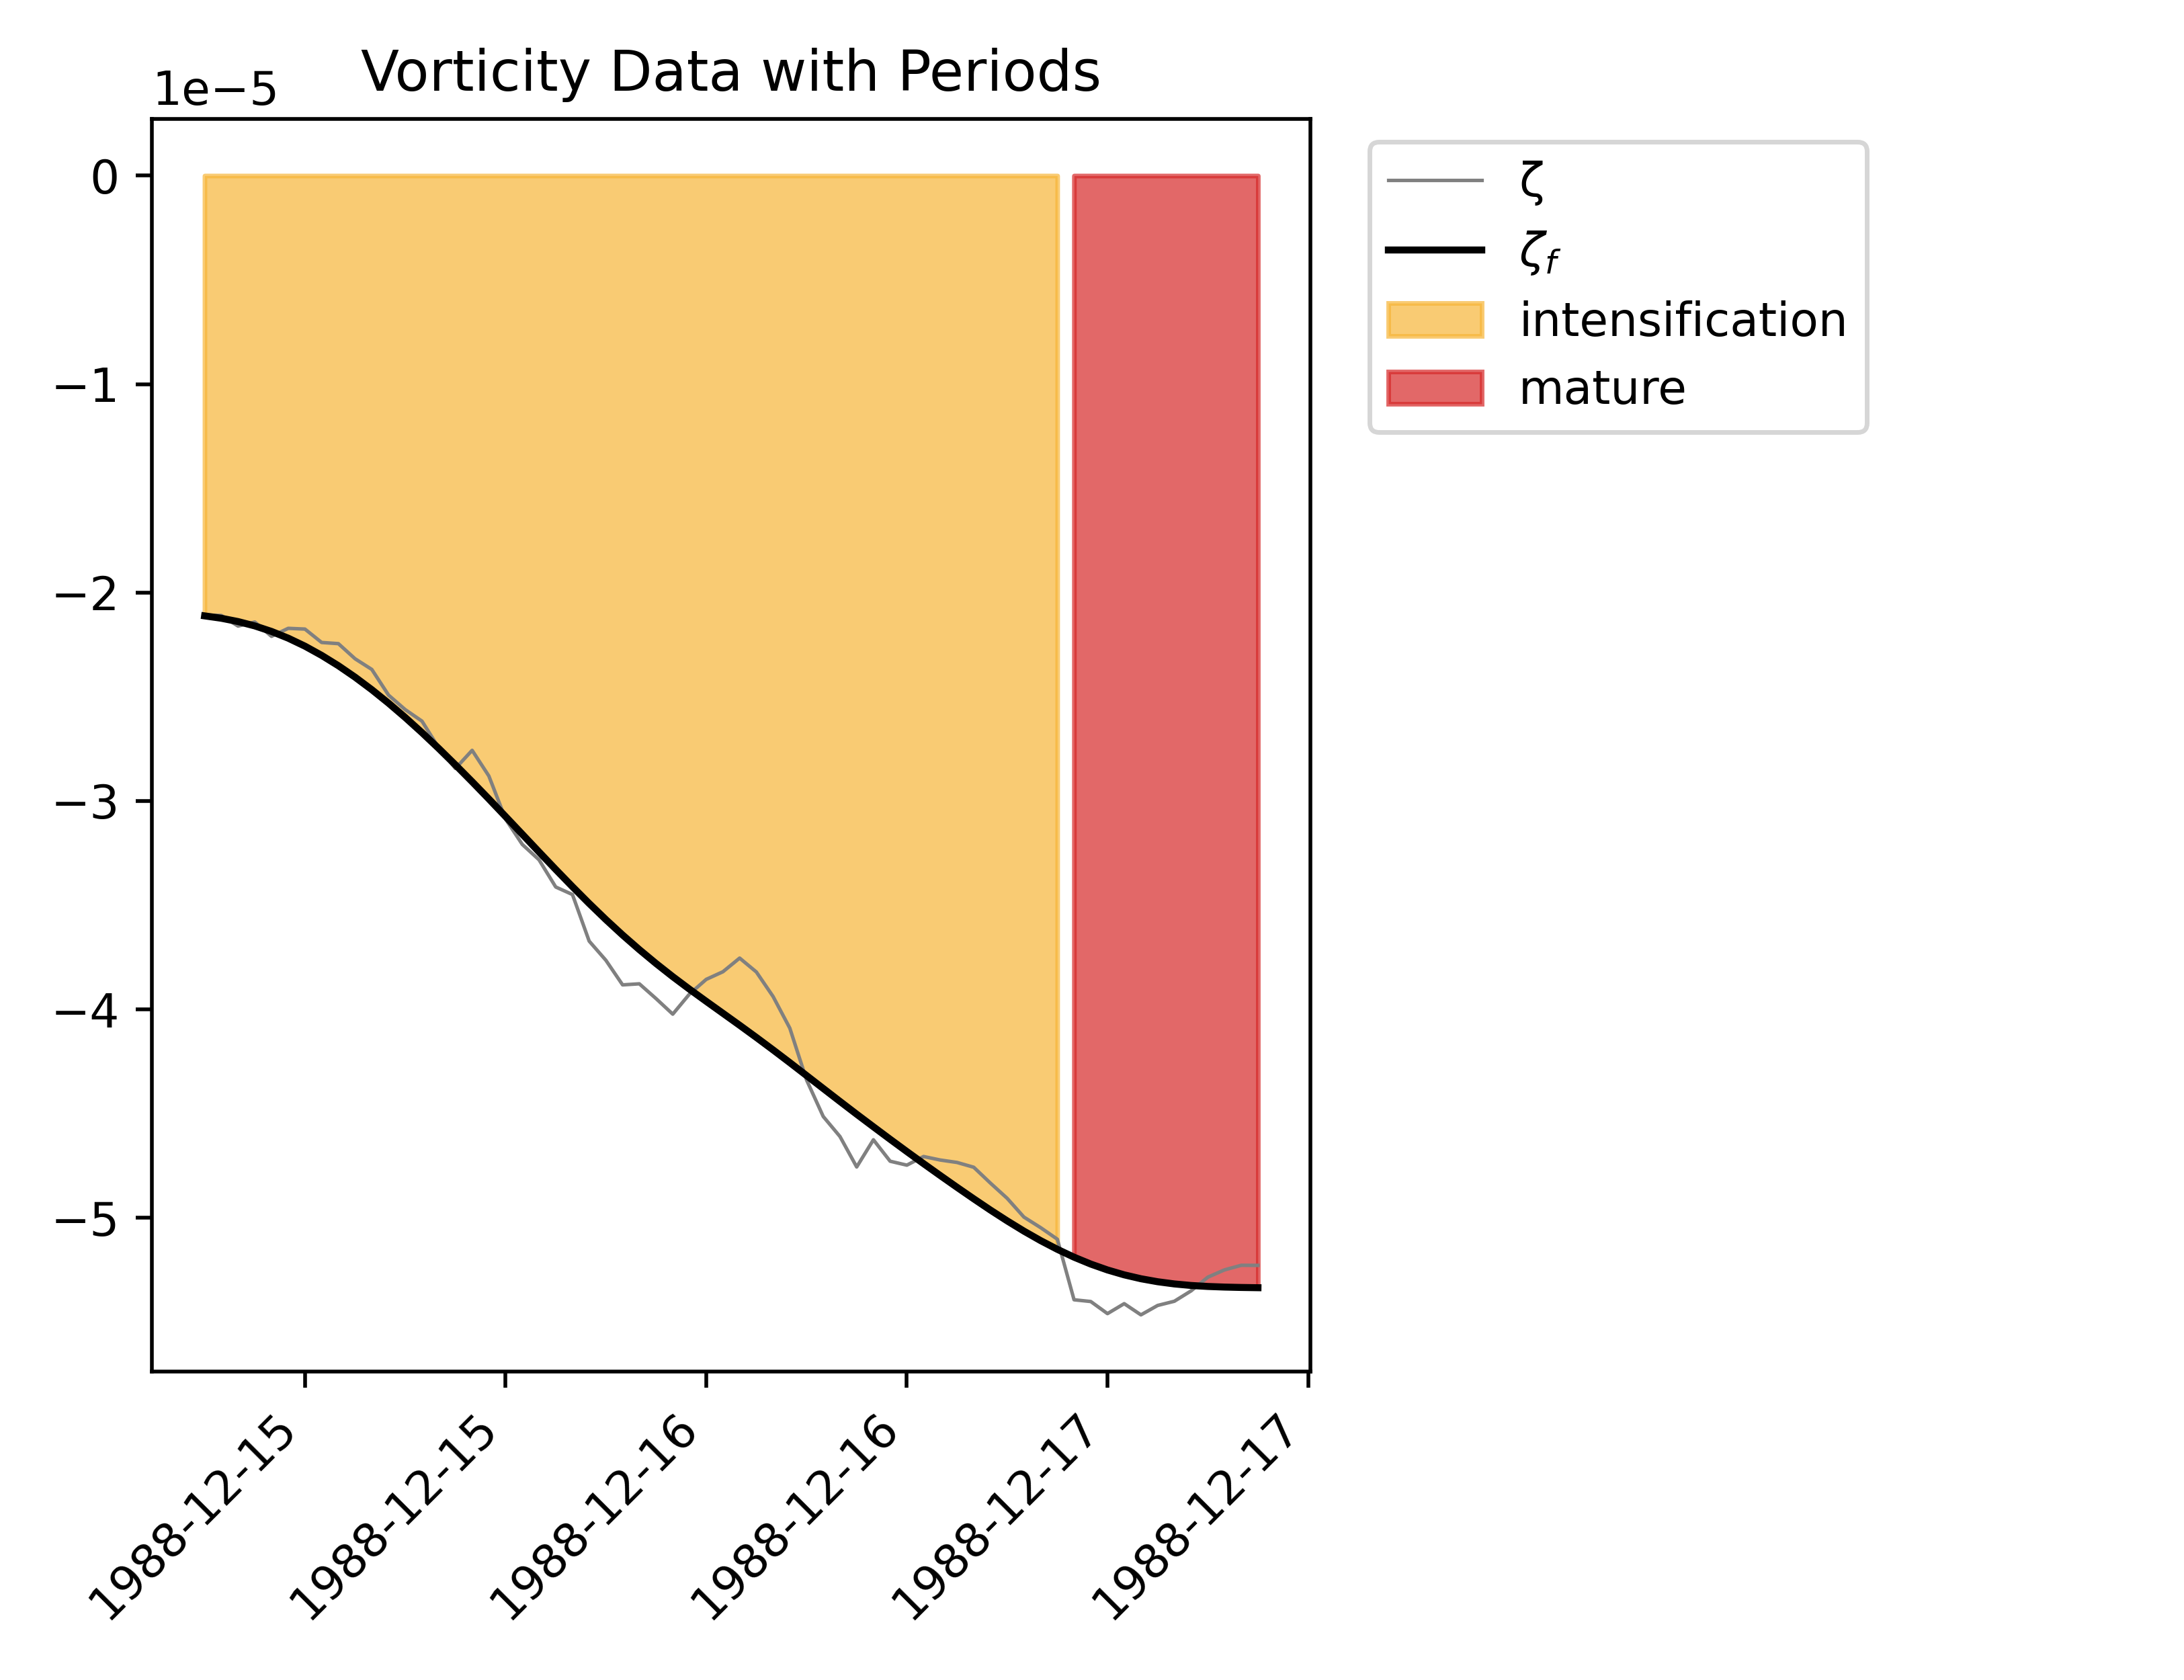 Vorticity Data with Periods
1e−5
0
−1
−2
−3
−4
−5
1988-12-15
1988-12-15
1988-12-16
1988-12-16
1988-12-17
1988-12-17
ζ
ζf
intensification
mature